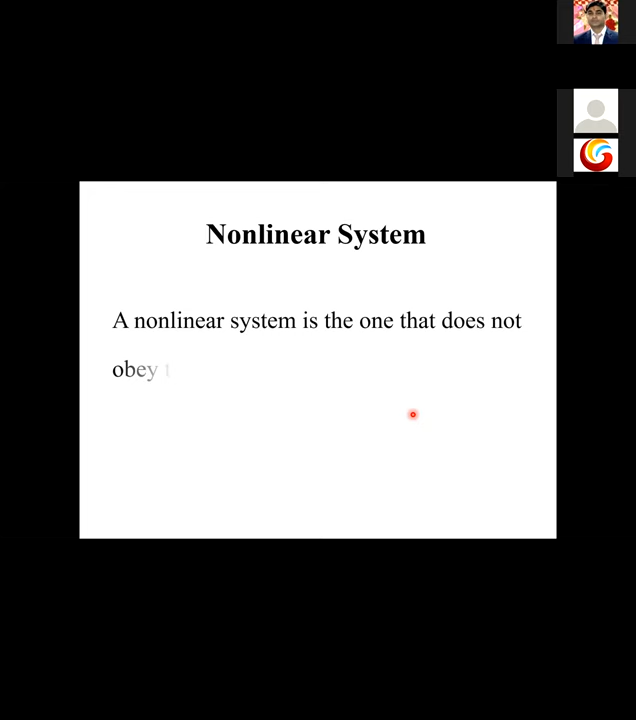 Nonlinear System
A nonlinear system is the one that does not
obey